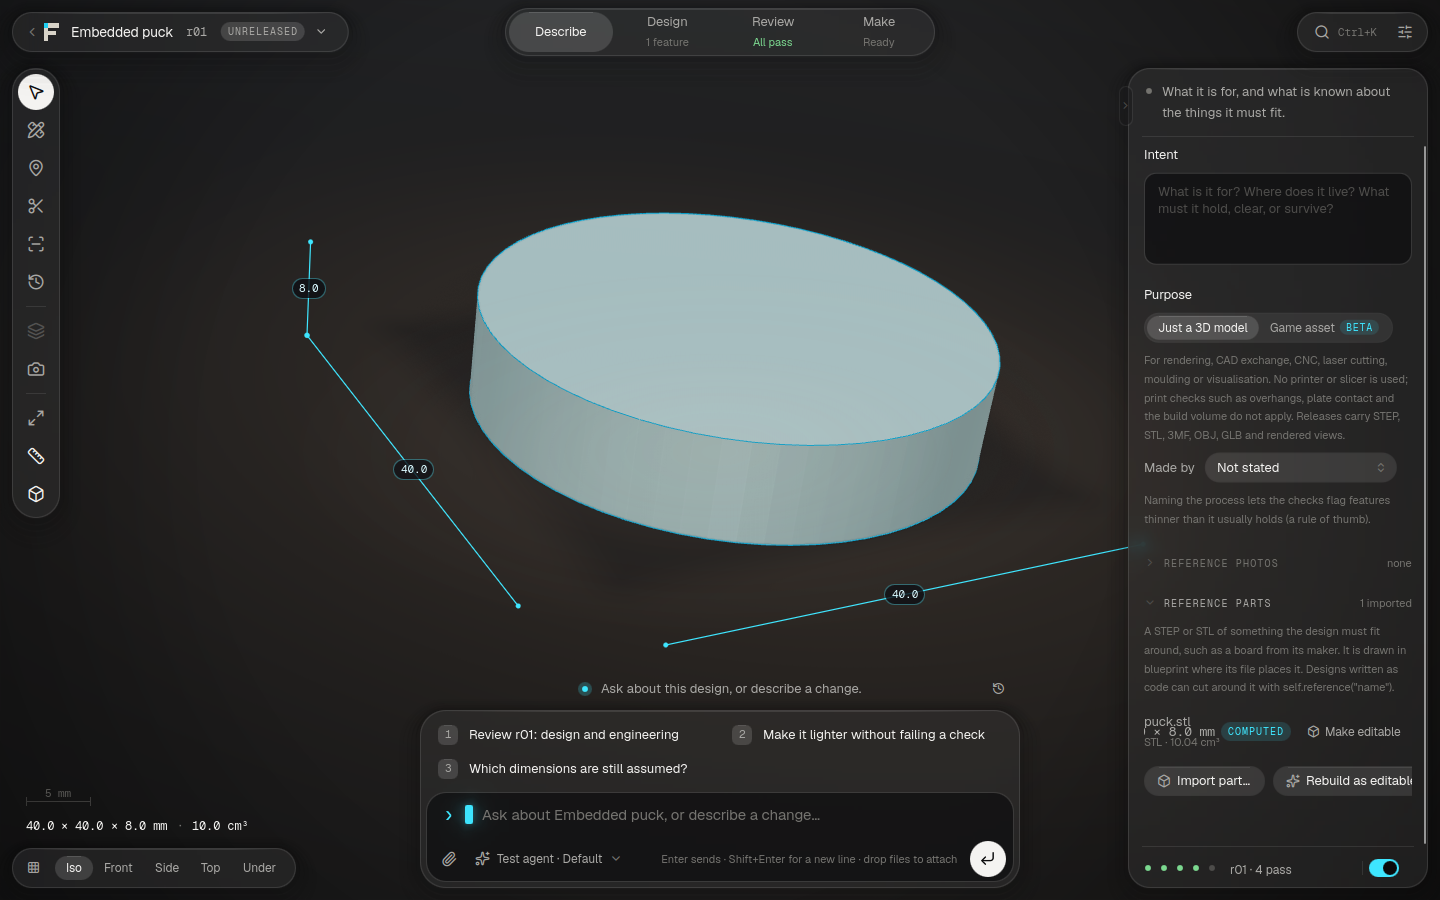 Embedded puck r01 UNRELEASED
Describe
Design
1 feature
Review
All pass
Make
Ready
Ctrl+K
What it is for, and what is known about
the things it must fit.
Intent
What is it for? Where does it live? What
must it hold, clear, or survive?
Purpose
Just a 3D model
Game asset BETA
For rendering, CAD exchange, CNC, laser cutting,
moulding or visualisation. No printer or slicer is used;
print checks such as overhangs, plate contact and
the build volume do not apply. Releases carry STEP,
STL, 3MF, OBJ, GLB and rendered views.
Made by Not stated
Naming the process lets the checks flag features
thinner than it usually holds (a rule of thumb).
REFERENCE PHOTOS none
REFERENCE PARTS 1 imported
A STEP or STL of something the design must fit
around, such as a board from its maker. It is drawn in
blueprint where its file places it. Designs written as
code can cut around it with self.reference("name").
puck.stl
× 8.0 mm COMPUTED Make editable
STL · 10.04 cm³
Import part…
Rebuild as editable
r01 · 4 pass
8.0
40.0
40.0
Ask about this design, or describe a change.
1 Review r01: design and engineering
2 Make it lighter without failing a check
3 Which dimensions are still assumed?
Ask about Embedded puck, or describe a change…
Test agent · Default
Enter sends · Shift+Enter for a new line · drop files to attach
5 mm
40.0 × 40.0 × 8.0 mm · 10.0 cm³
Iso Front Side Top Under